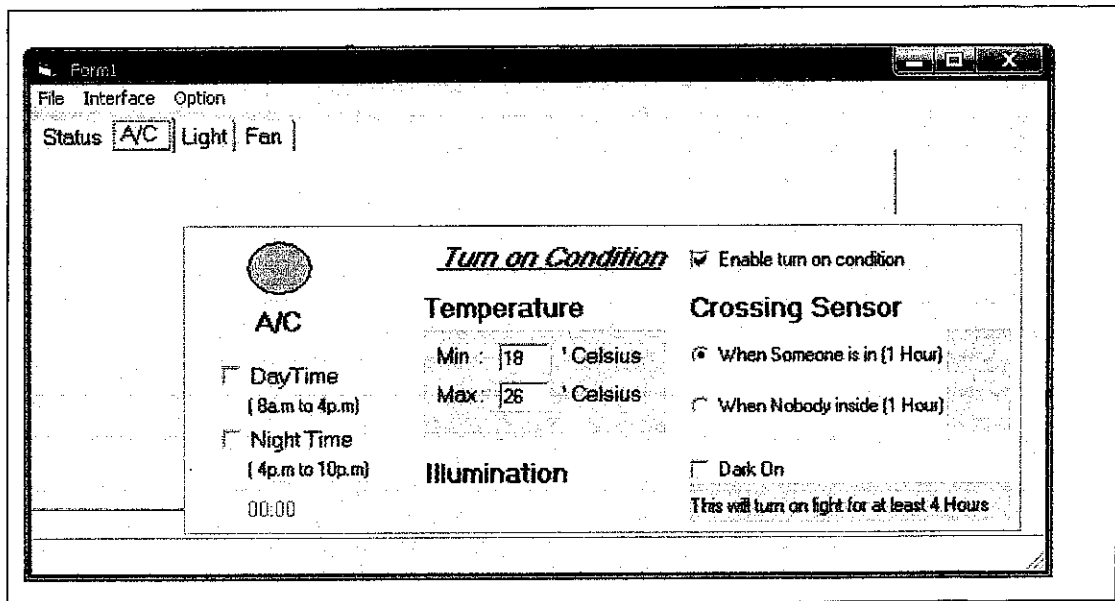 Form1
File Interface Option
Status A/C Light Fan
Turn on Condition
Enable turn on condition
A/C
Temperature
Crossing Sensor
Min : 18 ' Celsius
When Someone is in (1 Hour)
DayTime
(8a.m to 4p.m)
Max: 26 ' Celsius
When Nobody inside (1 Hour)
Night Time
(4p.m to 10p.m)
Illumination
Dark On
00:00
This will turn on light for at least 4 Hours